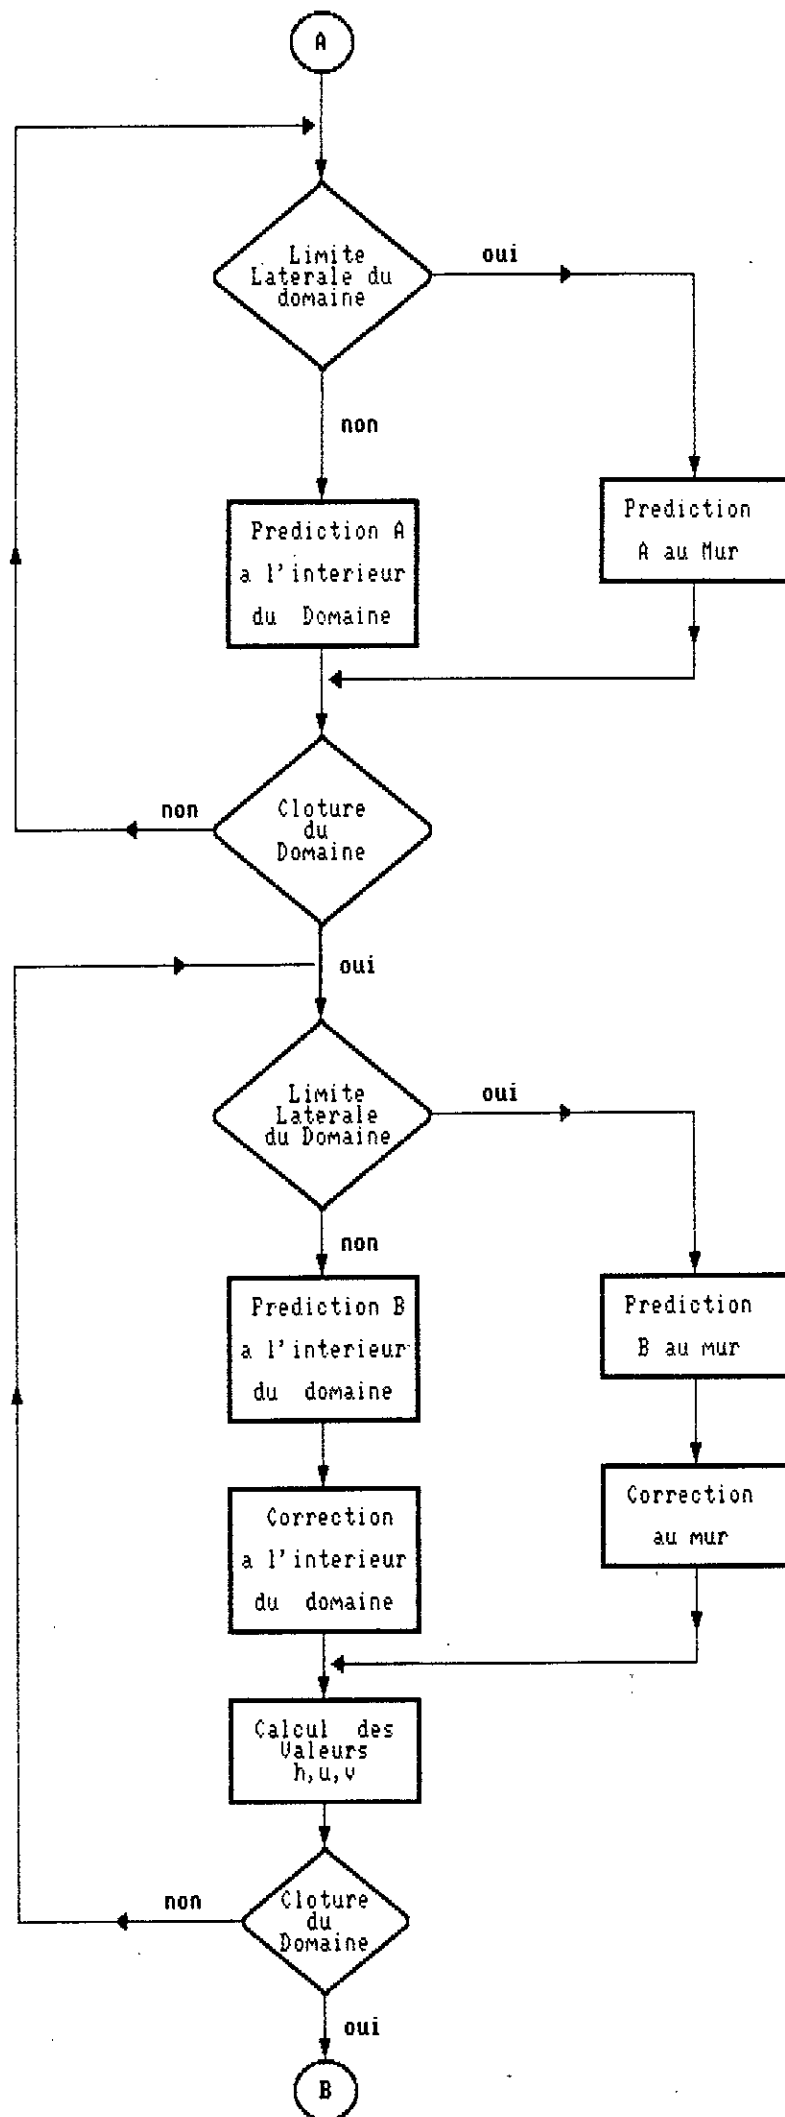 A
Limite
Laterale du
domaine
oui
non
Prediction A
a l'interieur
du Domaine
Prediction
A au Mur
non
Cloture
du
Domaine
oui
Limite
Laterale
du Domaine
oui
non
Prediction B
a l'interieur
du domaine
Prediction
B au mur
Correction
a l'interieur
du domaine
Correction
au mur
Calcul des
Valeurs
h,u,v
non
Cloture
du
Domaine
oui
B